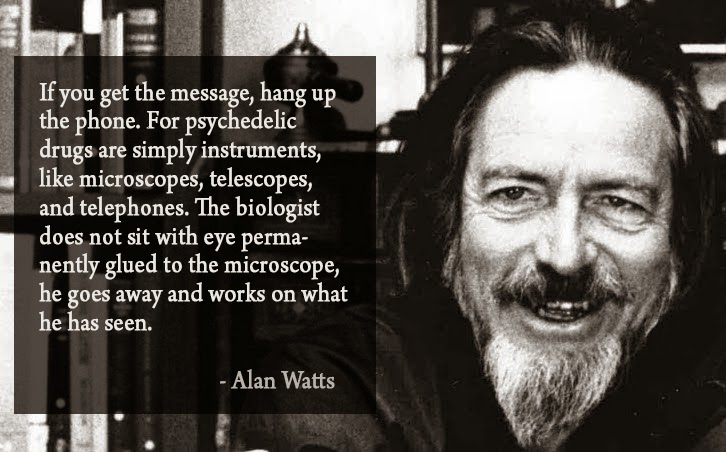 If you get the message, hang up
the phone. For psychedelic
drugs are simply instruments,
like microscopes, telescopes,
and telephones. The biologist
does not sit with eye perma-
nently glued to the microscope,
he goes away and works on what
he has seen.
- Alan Watts